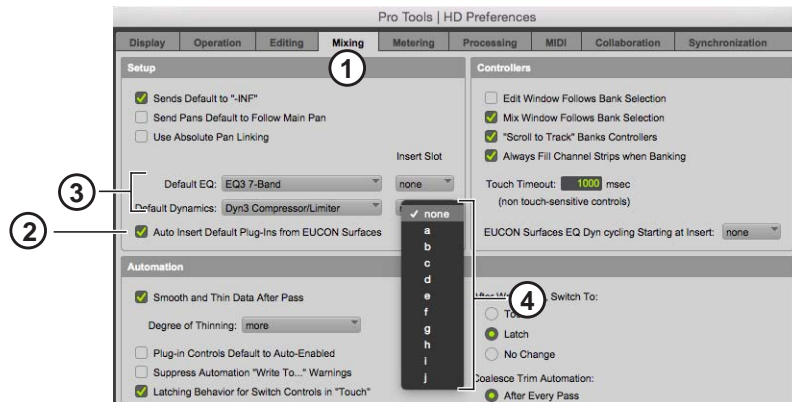 Pro Tools | HD Preferences
Display Operation Editing Mixing Metering Processing MIDI Collaboration Synchronization
1
Setup
Sends Default to "-INF"
Send Pans Default to Follow Main Pan
Use Absolute Pan Linking
Insert Slot
3
Default EQ: EQ3 7-Band none
Default Dynamics: Dyn3 Compressor/Limiter
2
Auto Insert Default Plug-Ins from EUCON Surfaces
none
a
b
c
d
e
f
g
h
i
j
4
Controllers
Edit Window Follows Bank Selection
Mix Window Follows Bank Selection
"Scroll to Track" Banks Controllers
Always Fill Channel Strips when Banking
Touch Timeout: 1000 msec
(non touch-sensitive controls)
EUCON Surfaces EQ Dyn cycling Starting at Insert: none
Automation
Smooth and Thin Data After Pass
Degree of Thinning: more
Plug-in Controls Default to Auto-Enabled
Suppress Automation "Write To..." Warnings
Latching Behavior for Switch Controls in "Touch"
Switch To:
Latch
No Change
Coalesce Trim Automation:
After Every Pass